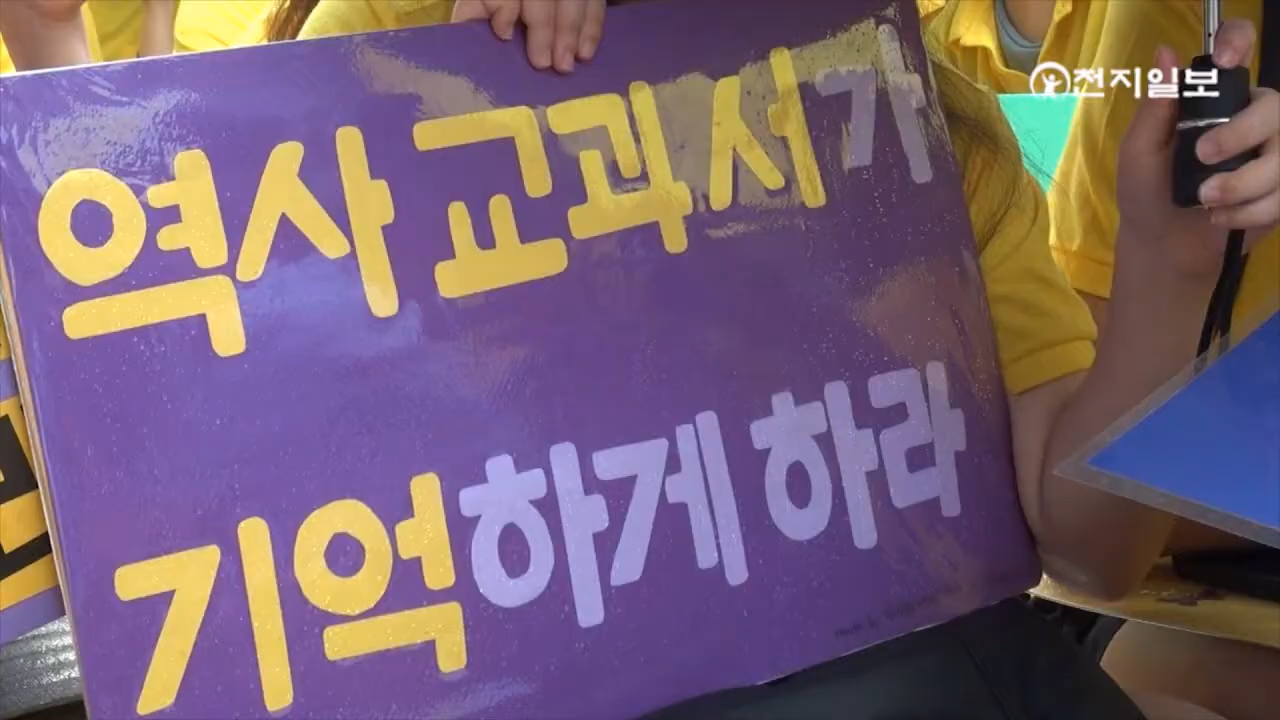 천지일보
역사 교과서가
기억하게 하라